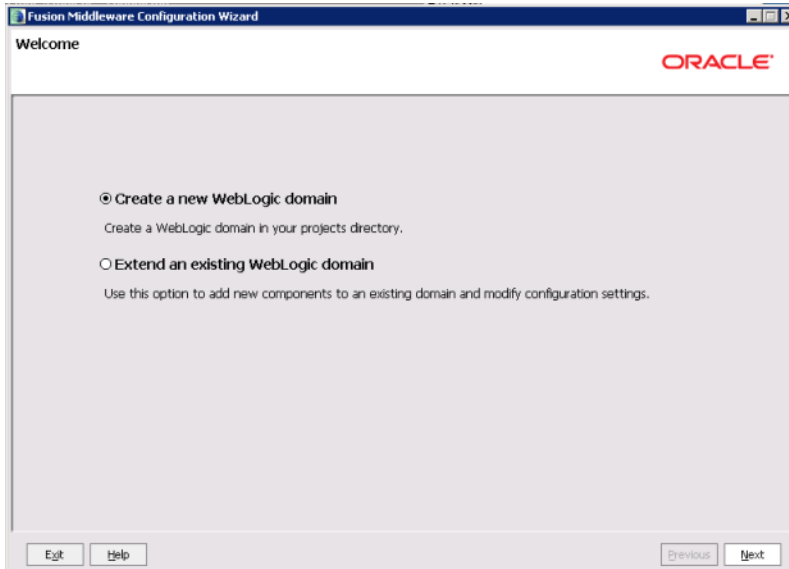 Fusion Middleware Configuration Wizard
Welcome
ORACLE
Create a new WebLogic domain
Create a WebLogic domain in your projects directory.
Extend an existing WebLogic domain
Use this option to add new components to an existing domain and modify configuration settings.
Exit Help Previous Next